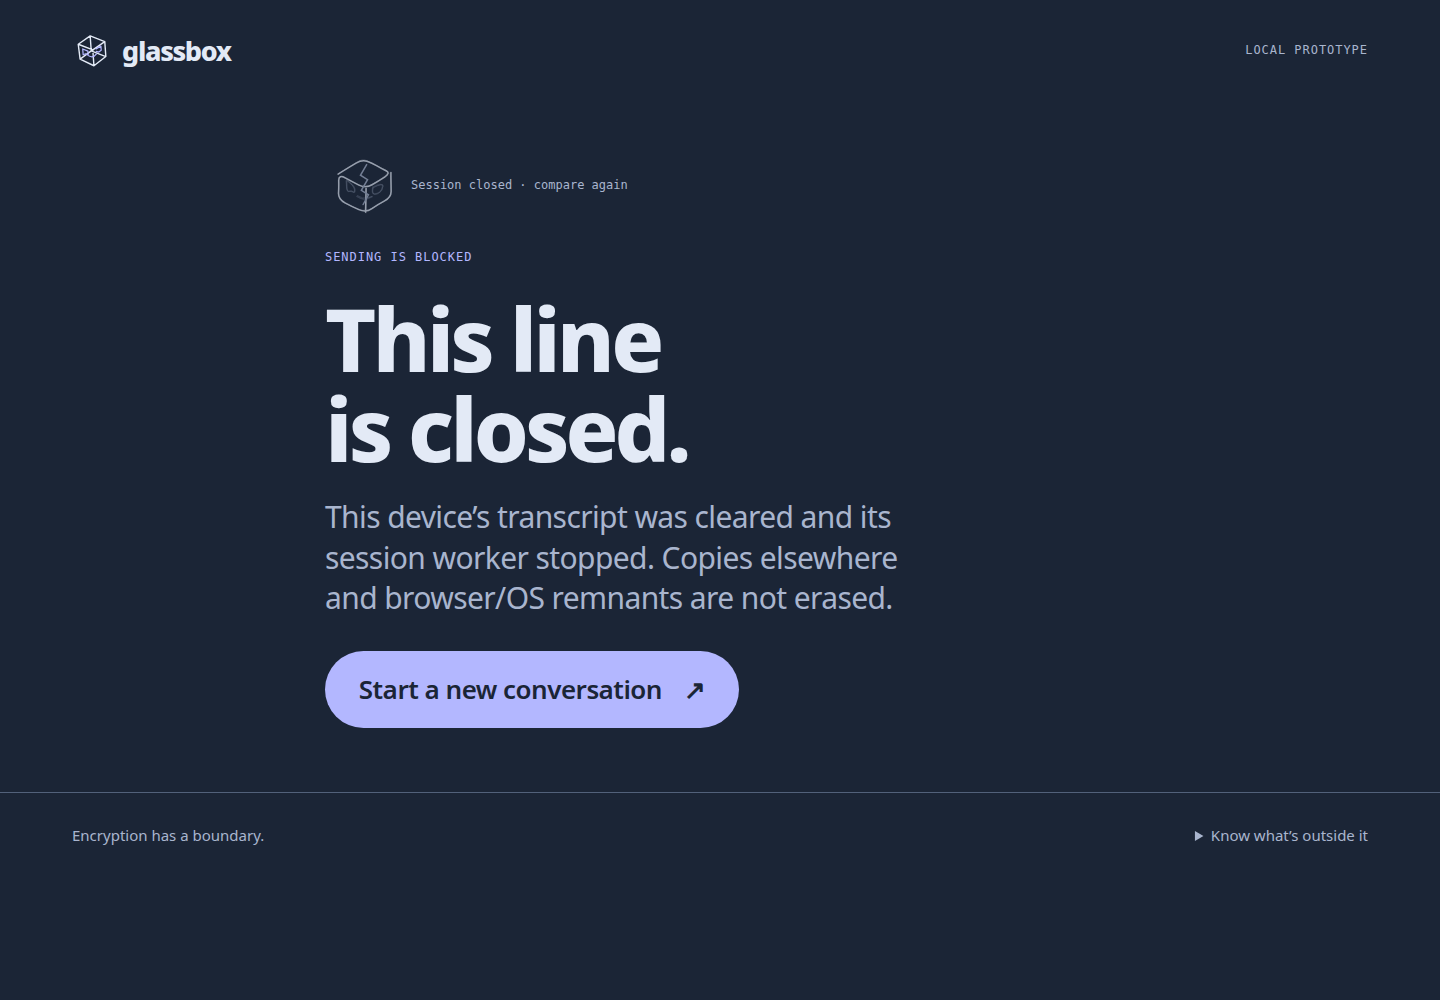 glassbox
LOCAL PROTOTYPE
Session closed · compare again
SENDING IS BLOCKED
This line
is closed.
This device’s transcript was cleared and its
session worker stopped. Copies elsewhere
and browser/OS remnants are not erased.
Start a new conversation ↗
Encryption has a boundary.
▶ Know what’s outside it